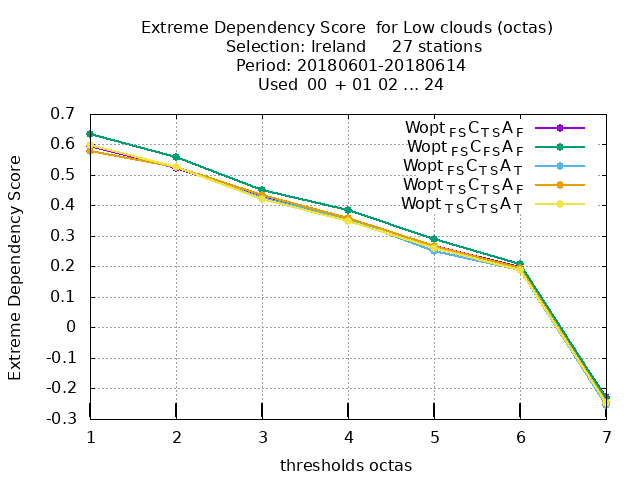 Extreme Dependency Score  for Low clouds (octas)
Selection: Ireland     27 stations
Period: 20180601-20180614
Used  00 + 01 02 ... 24
Extreme Dependency Score
0.7
0.6
0.5
0.4
0.3
0.2
0.1
0
-0.1
-0.2
-0.3
Wopt FS C TS A F
Wopt FS C FS A F
Wopt FS C TS A T
Wopt TS C TS A F
Wopt TS C TS A T
1 2 3 4 5 6 7
thresholds octas